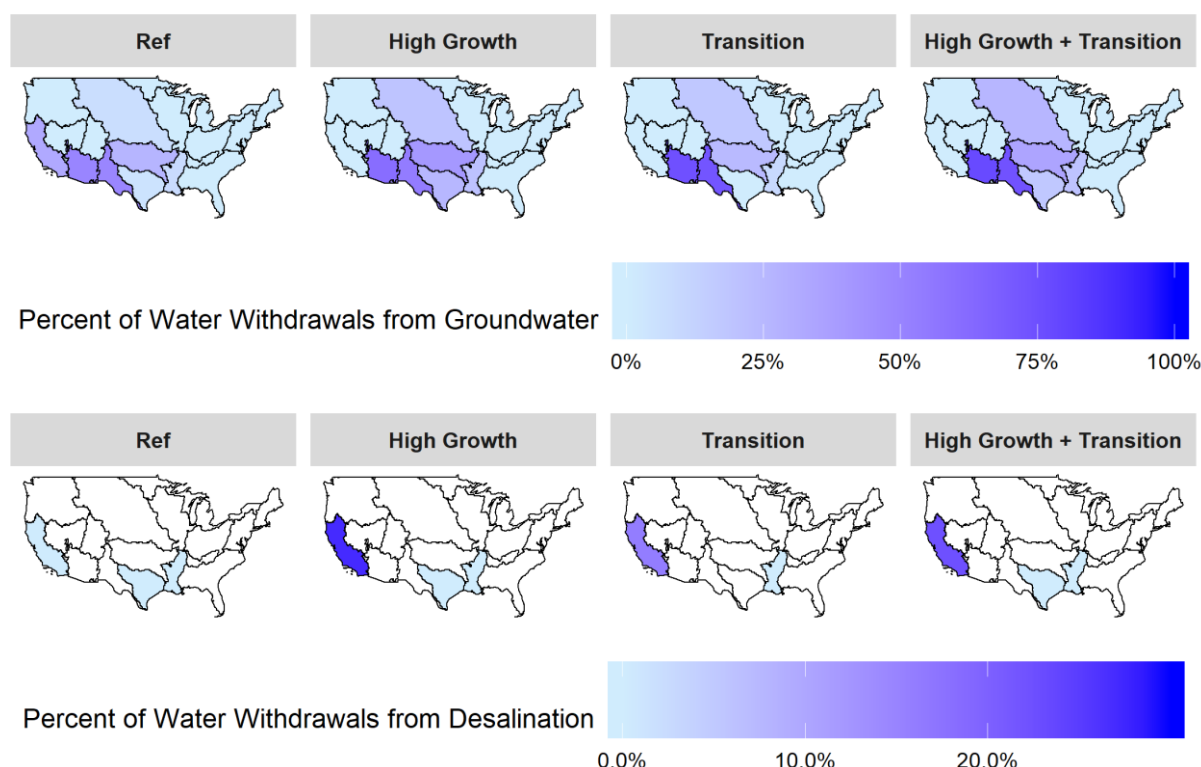 Ref
High Growth
Transition
High Growth + Transition
Percent of Water Withdrawals from Groundwater
0%
25%
50%
75%
100%
Ref
High Growth
Transition
High Growth + Transition
Percent of Water Withdrawals from Desalination
0.0%
10.0%
20.0%